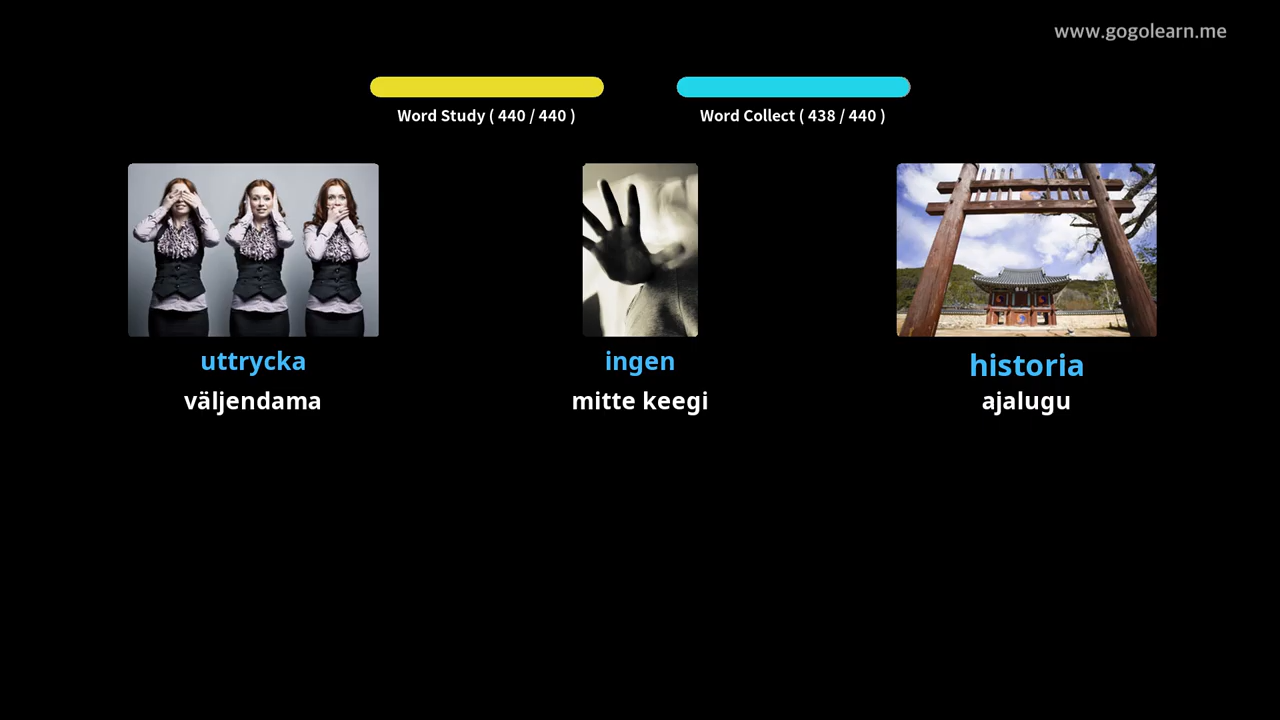 www.gogolearn.me
Word Study ( 440 / 440 )
Word Collect ( 438 / 440 )
uttrycka
väljendama
ingen
mitte keegi
historia
ajalugu